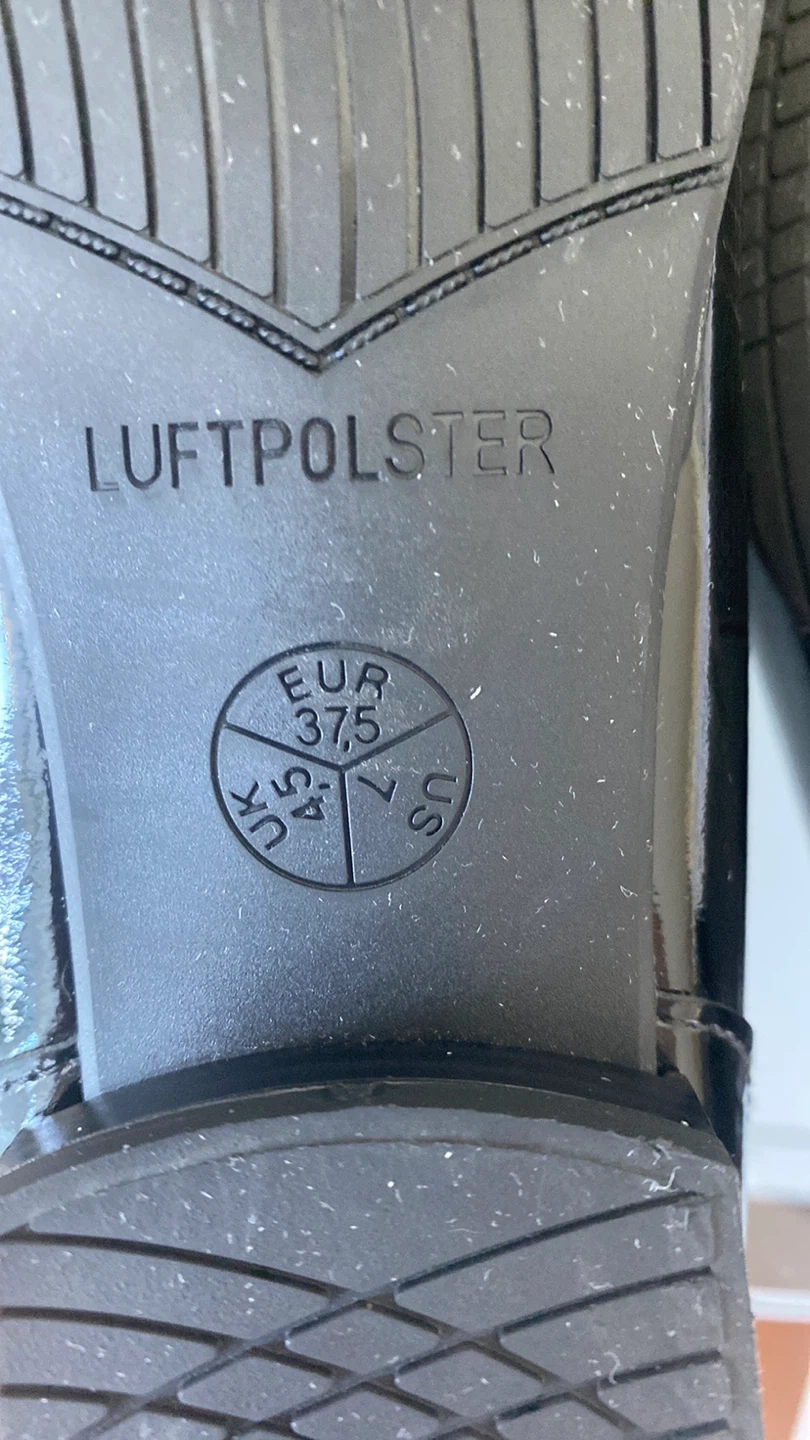 LUFTPOLSTER
EUR
37,5
UK
4,5
US
7